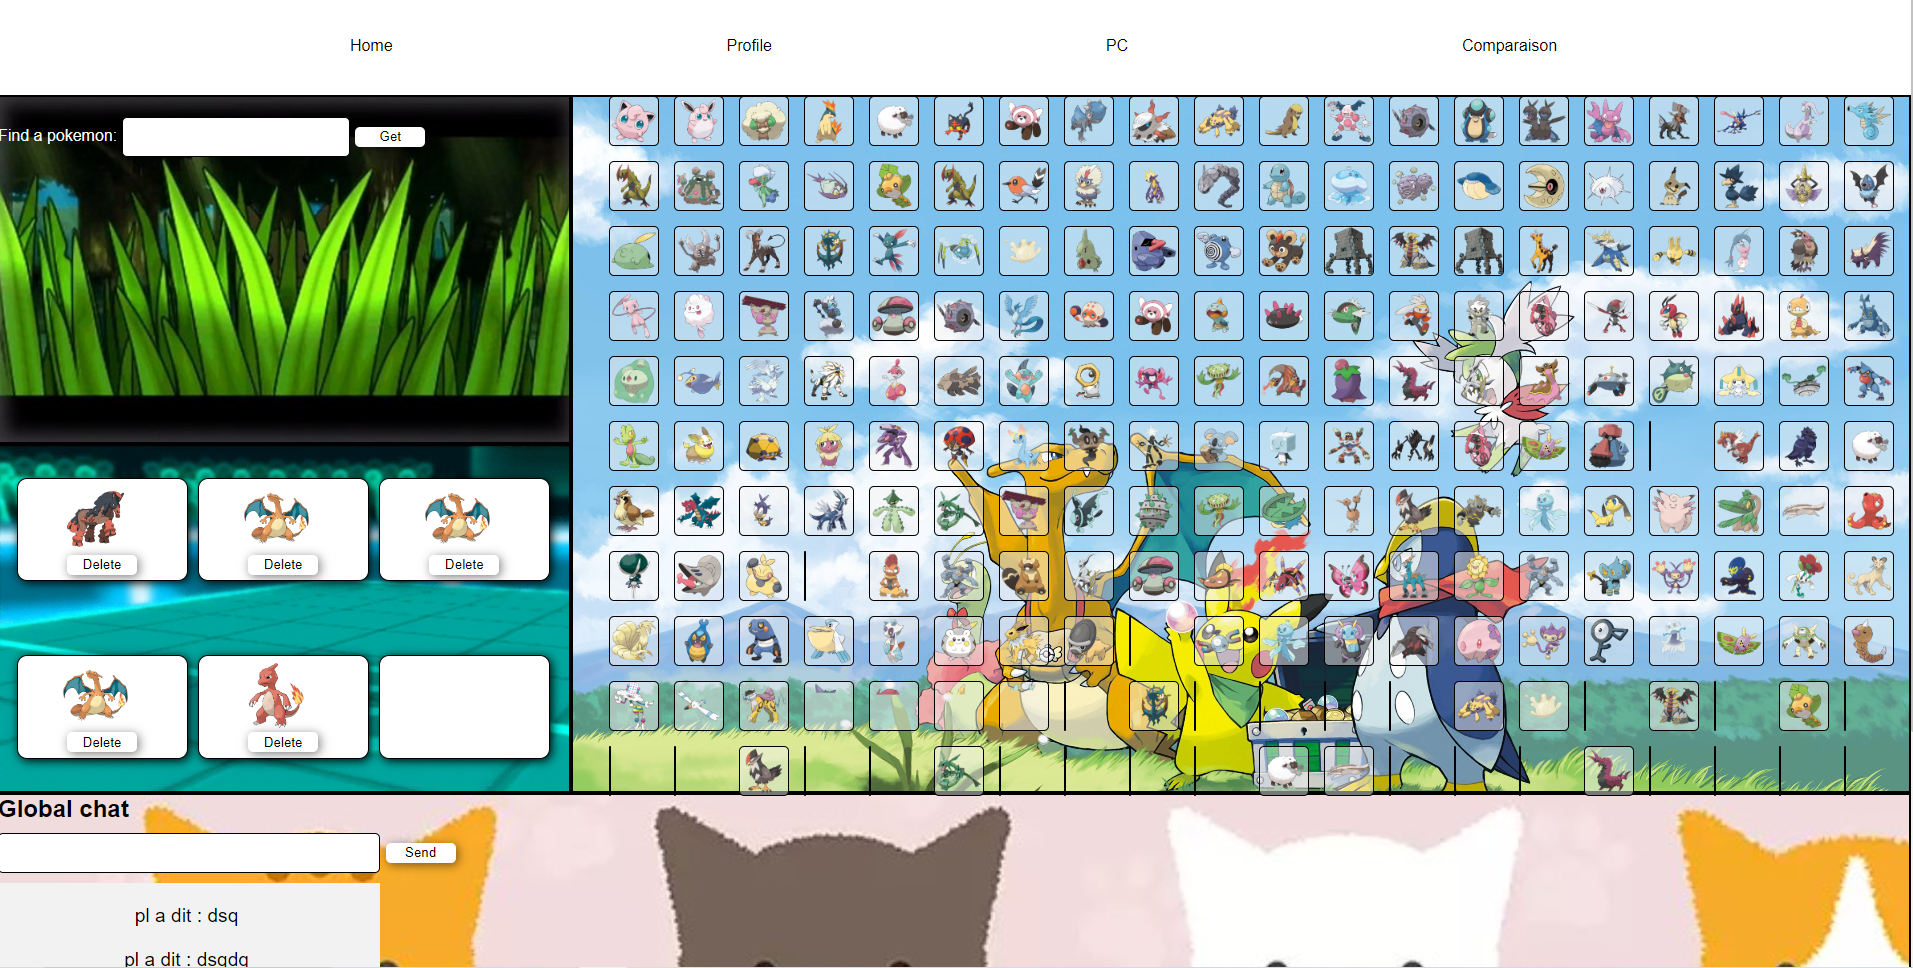 Home Profile PC Comparaison
Find a pokemon: Get
Delete Delete Delete
Delete Delete
Global chat
Send
pl a dit : dsq
pl a dit : dsqdq